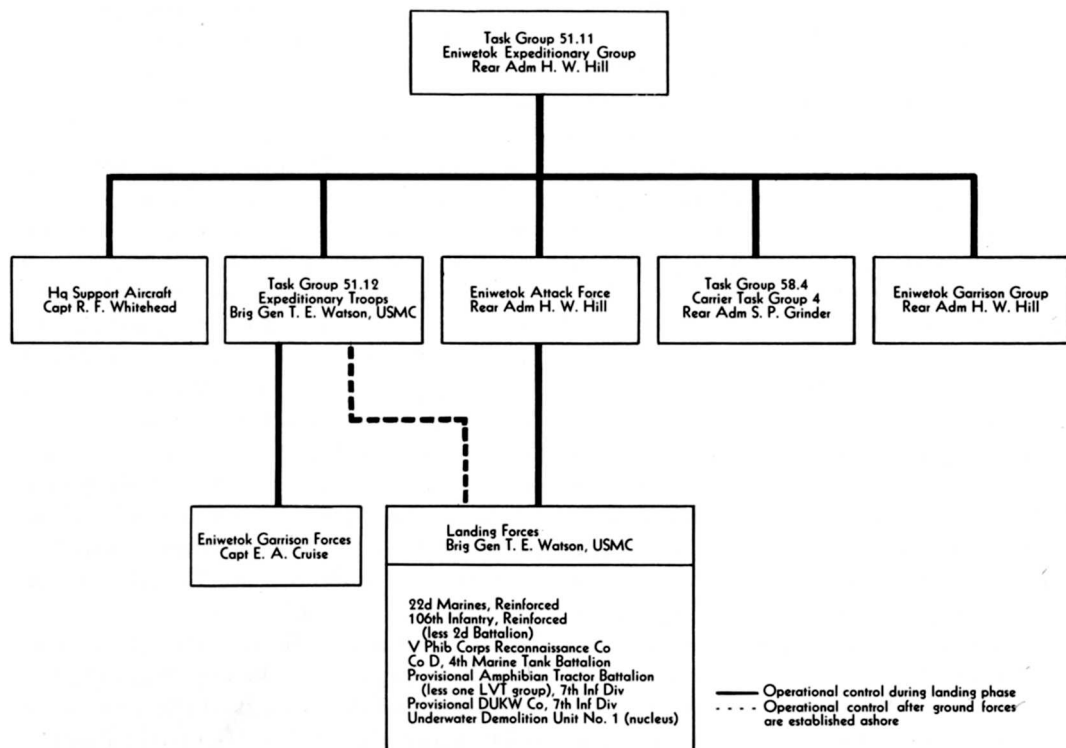 Task Group 51.11
Eniwetok Expeditionary Group
Rear Adm H. W. Hill
Hq Support Aircraft
Capt R. F. Whitehead
Task Group 51.12
Expeditionary Troops
Brig Gen T. E. Watson, USMC
Eniwetok Attack Force
Rear Adm H. W. Hill
Task Group 58.4
Carrier Task Group 4
Rear Adm S. P. Grinder
Eniwetok Garrison Group
Rear Adm H. W. Hill
Eniwetok Garrison Forces
Capt E. A. Cruise
Landing Forces
Brig Gen T. E. Watson, USMC
22d Marines, Reinforced
106th Infantry, Reinforced
(less 2d Battalion)
V Phib Corps Reconnaissance Co
Co D, 4th Marine Tank Battalion
Provisional Amphibian Tractor Battalion
(less one LVT group), 7th Inf Div
Provisional DUKW Co, 7th Inf Div
Underwater Demolition Unit No. 1 (nucleus)
Operational control during landing phase
Operational control after ground forces
are established ashore